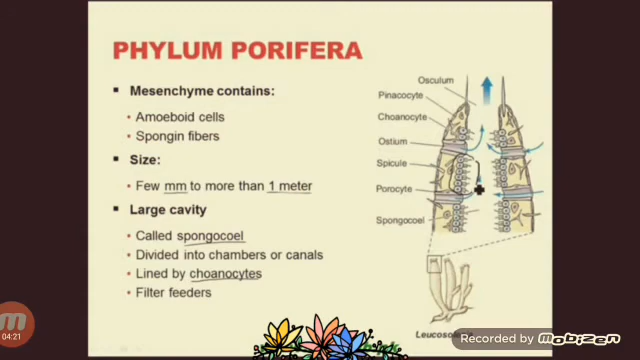 PHYLUM PORIFERA
Mesenchyme contains:
Amoeboid cells
Spongin fibers
Size:
Few mm to more than 1 meter
Large cavity
Called spongocoel
Divided into chambers or canals
Lined by choanocytes
Filter feeders
Osculum
Pinacocyte
Choanocyte
Ostium
Spicule
Porocyte
Spongocoel
04:21
Recorded by MOBIZEN